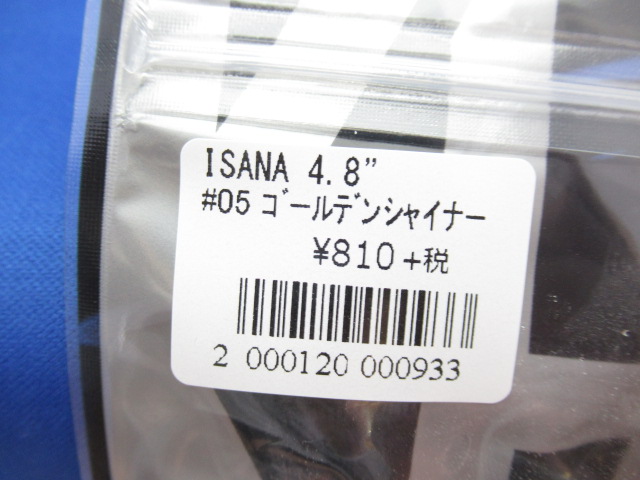 ISANA 4.8”
#05 ｺﾞｰﾙﾃﾞﾝｼｬｲﾅｰ
¥810+税
2 000120 000933